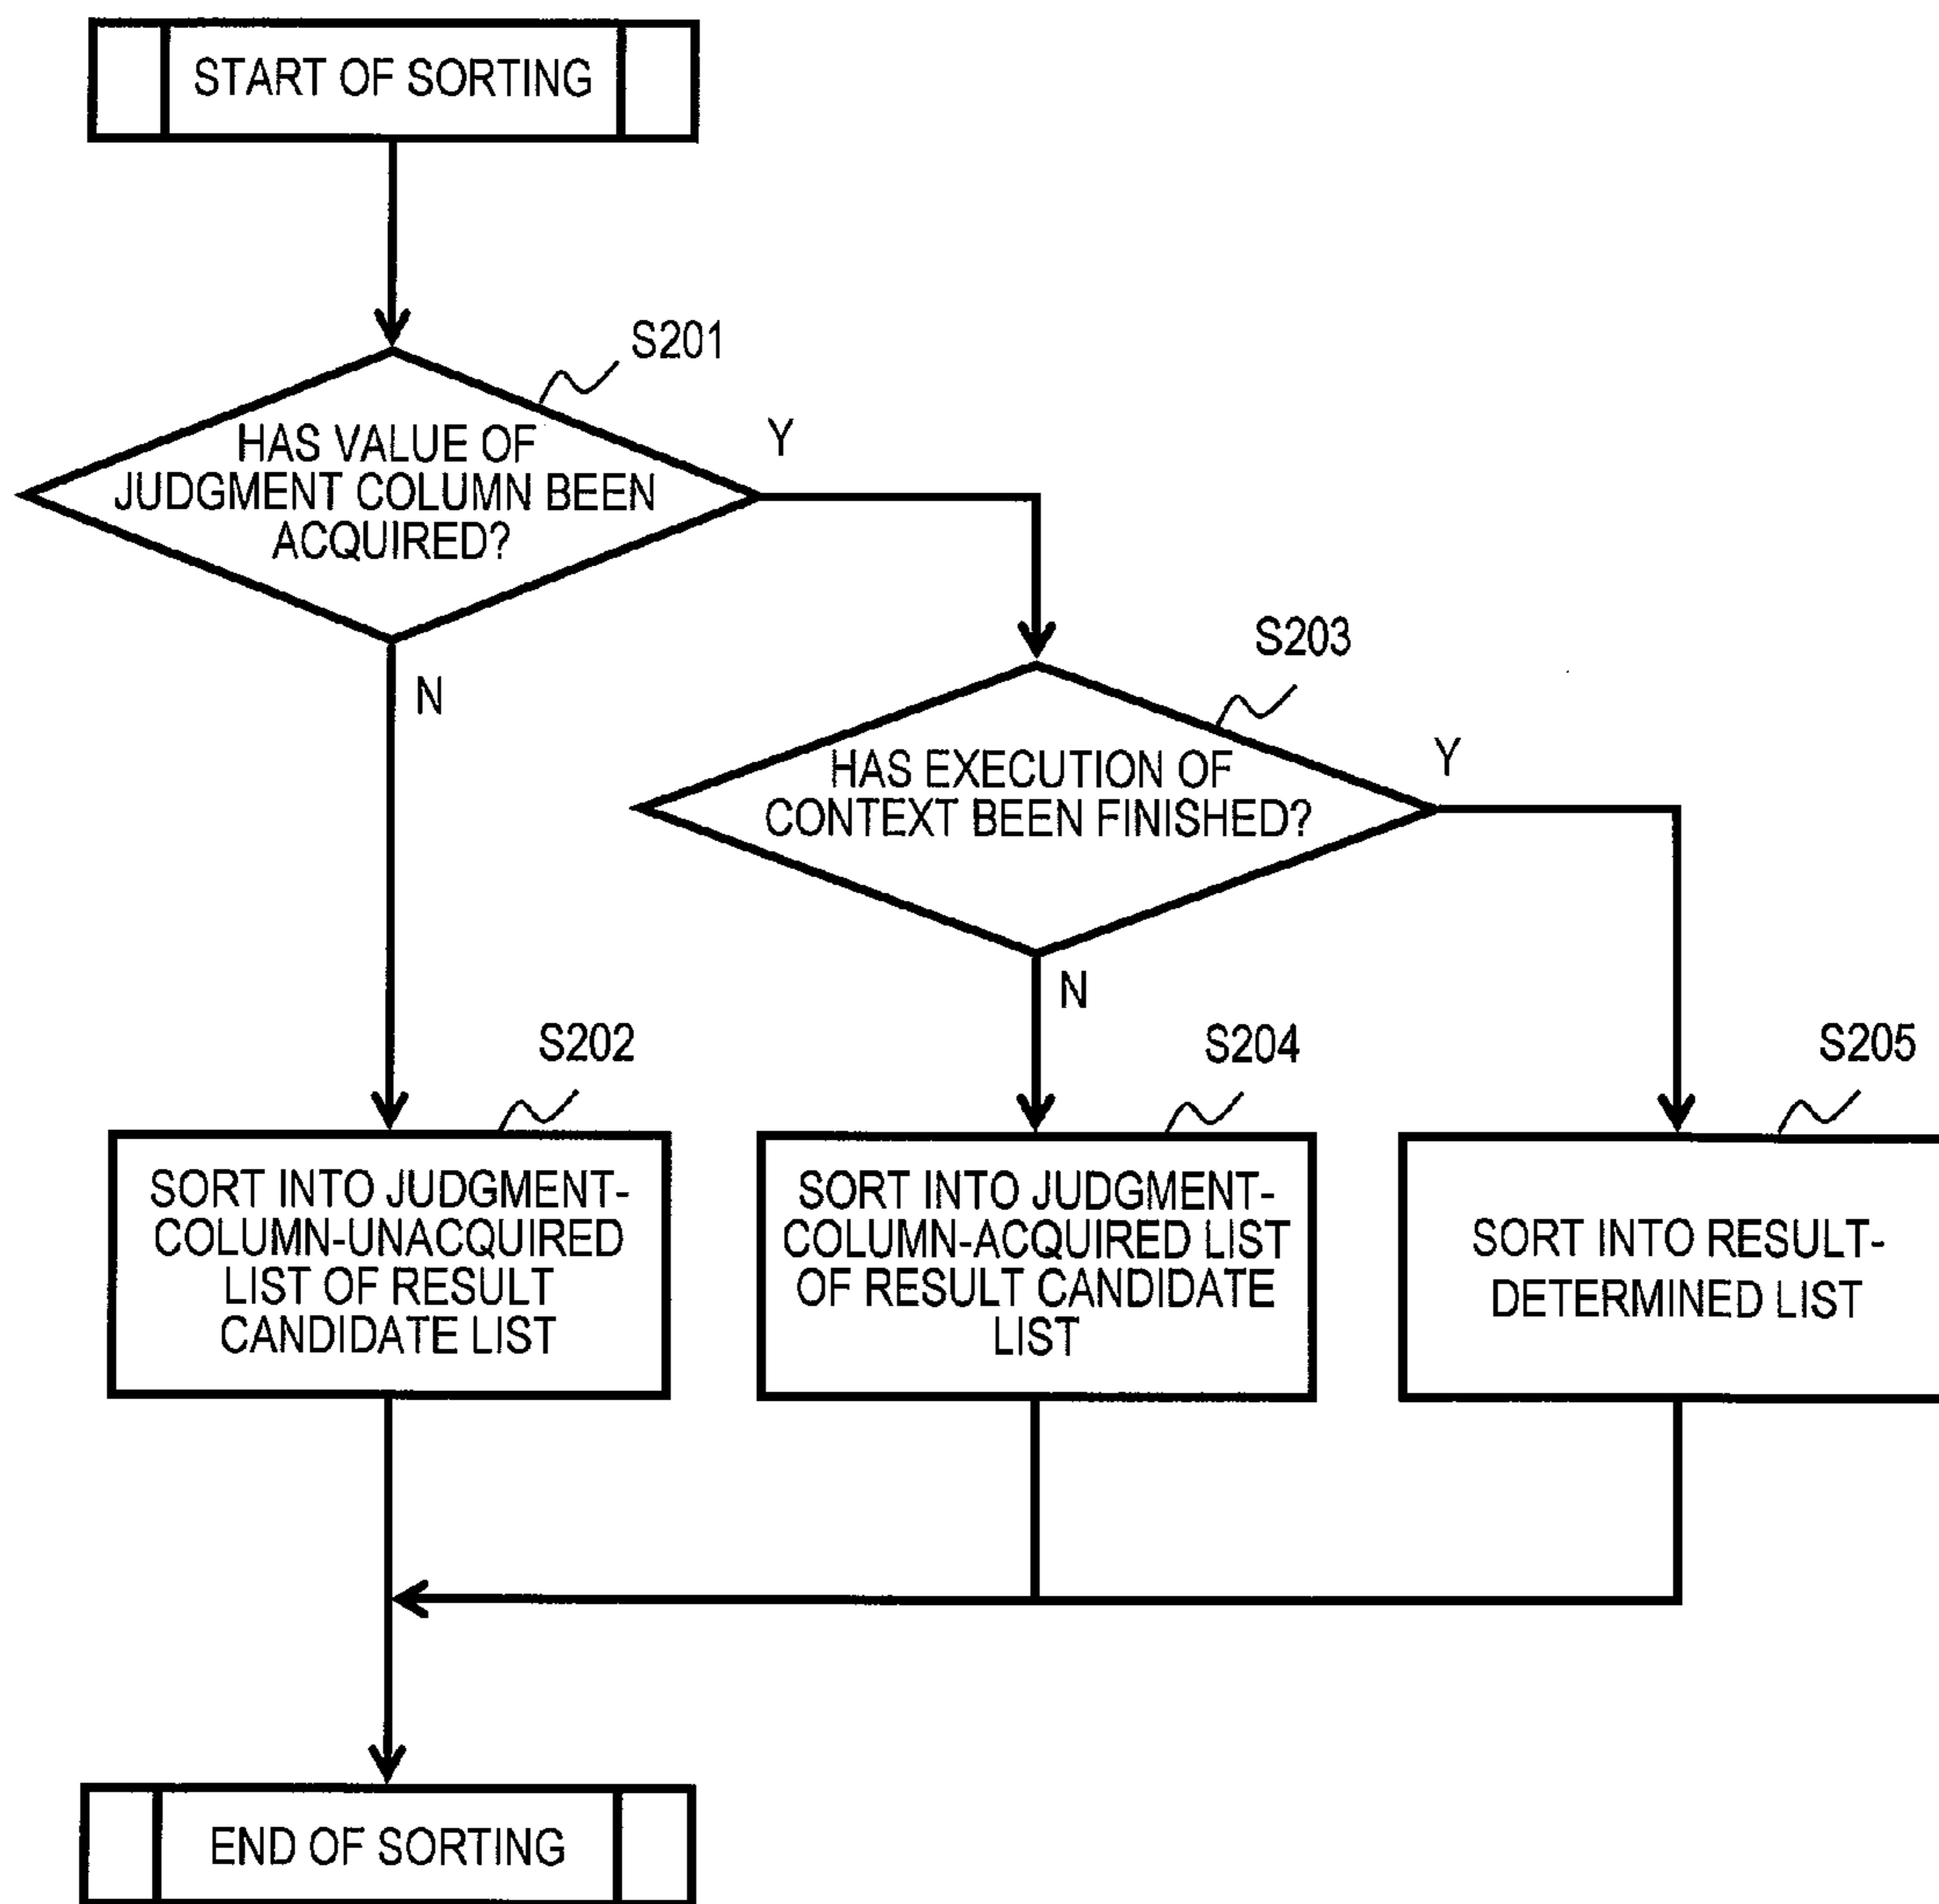 START OF SORTING
S201
HAS VALUE OF
JUDGMENT COLUMN BEEN
ACQUIRED?
Y
N
S203
HAS EXECUTION OF
CONTEXT BEEN FINISHED?
Y
N
S202
SORT INTO JUDGMENT-
COLUMN-UNACQUIRED
LIST OF RESULT
CANDIDATE LIST
S204
SORT INTO JUDGMENT-
COLUMN-ACQUIRED LIST
OF RESULT CANDIDATE
LIST
S205
SORT INTO RESULT-
DETERMINED LIST
END OF SORTING